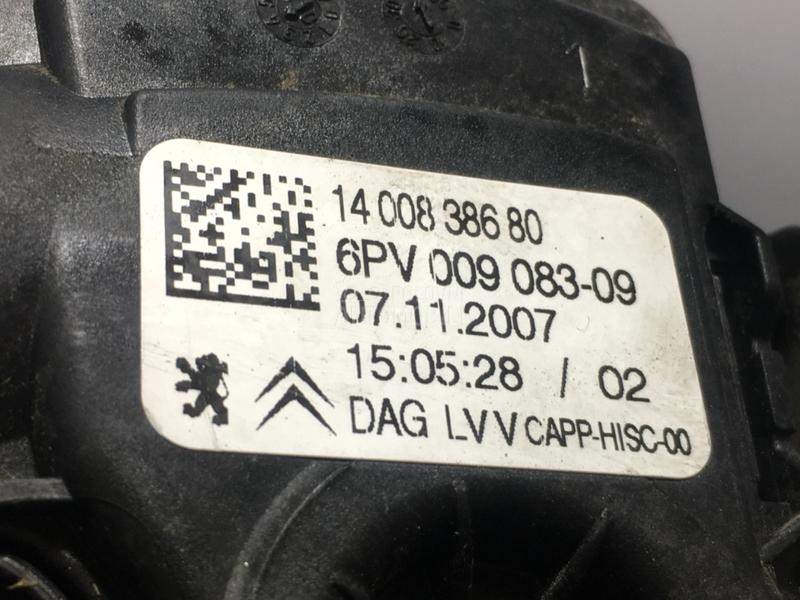 14 008 386 80
6PV 009 083-09
07.11.2007
15:05:28 / 02
DAG LVV CAPP-HISC-00